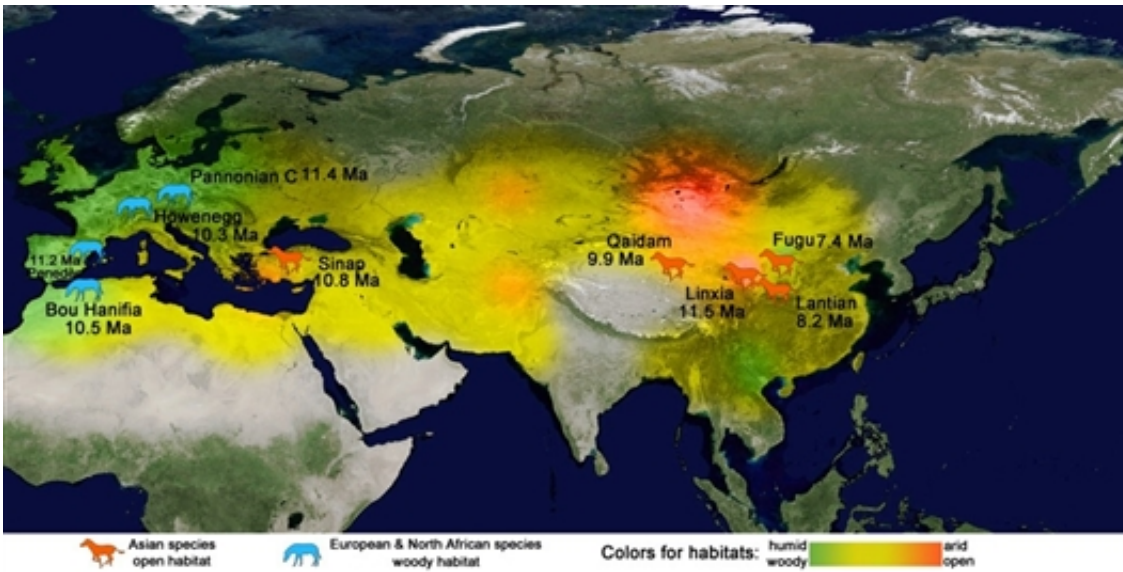 Pannonian C 11.4 Ma
Howenegg
10.3 Ma
11.2 Ma
Penedès
Bou Hanifia
10.5 Ma
Sinap
10.8 Ma
Qaidam
9.9 Ma
Fugu 7.4 Ma
Linxia
11.5 Ma
Lantian
8.2 Ma
Asian species
open habitat
European & North African species
woody habitat
Colors for habitats:
humid
woody
arid
open